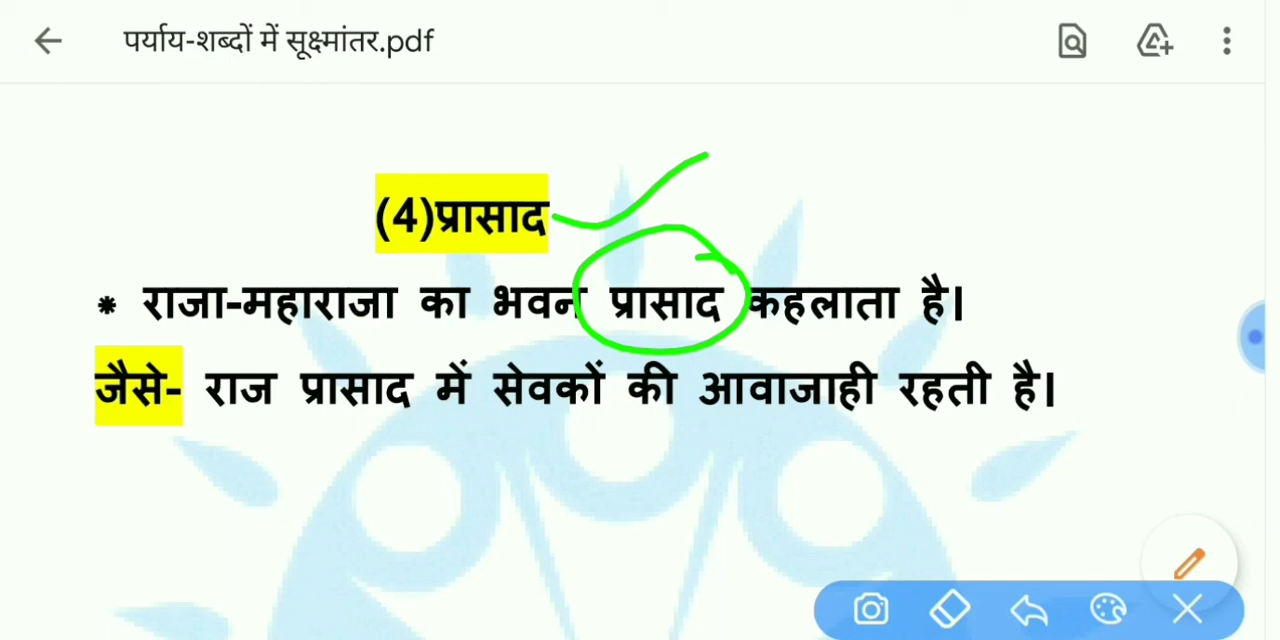 पर्याय-शब्दों में सूक्ष्मांतर.pdf
(4)प्रासाद
* राजा-महाराजा का भवन प्रासाद कहलाता है।
जैसे- राज प्रासाद में सेवकों की आवाजाही रहती है।